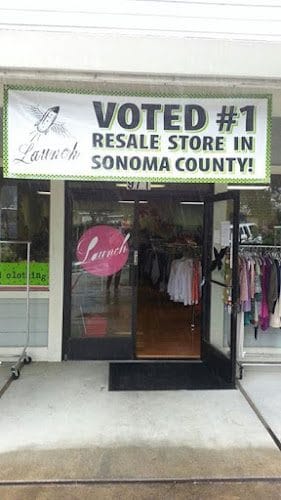 VOTED #1
RESALE STORE IN
SONOMA COUNTY!
Launch
Launch
clothing